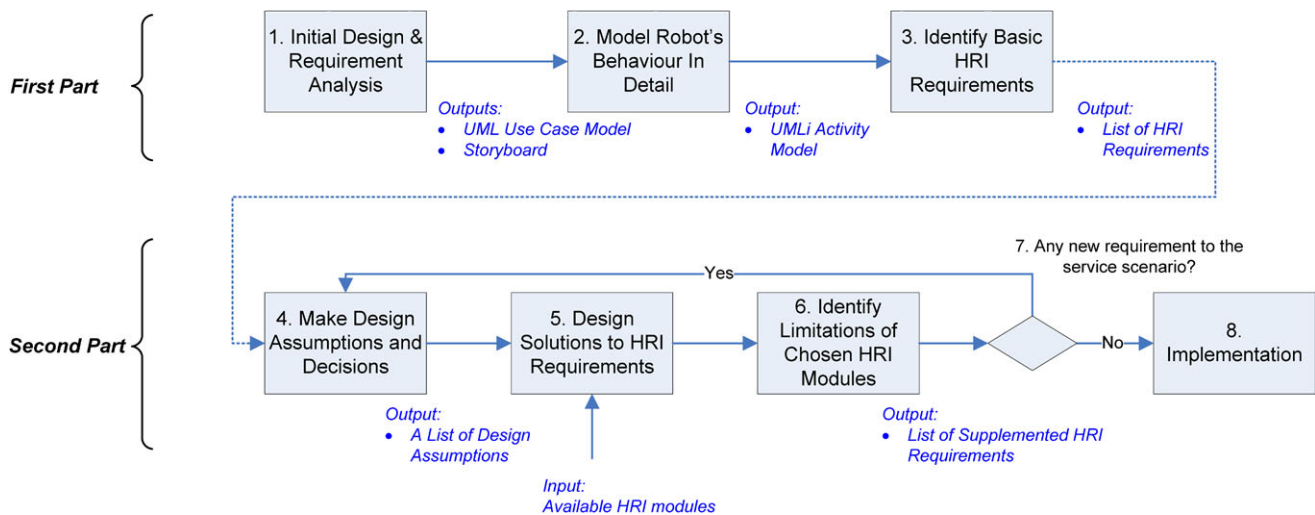 First Part
1. Initial Design &
Requirement
Analysis
2. Model Robot's
Behaviour In
Detail
3. Identify Basic
HRI
Requirements
Outputs:
• UML Use Case Model
• Storyboard
Output:
• UMLi Activity
Model
Output:
• List of HRI
Requirements
Second Part
7. Any new requirement to the
service scenario?
Yes
4. Make Design
Assumptions and
Decisions
5. Design
Solutions to HRI
Requirements
6. Identify
Limitations of
Chosen HRI
Modules
No
8.
Implementation
Output:
• A List of Design
Assumptions
Input:
Available HRI modules
Output:
• List of Supplemented HRI
Requirements